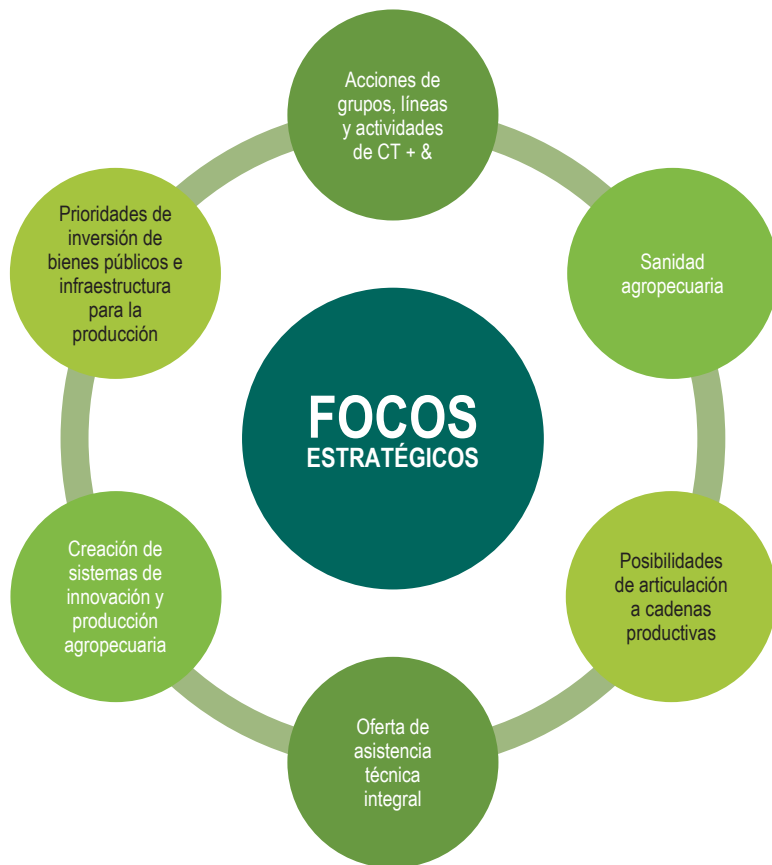 Acciones de
grupos, líneas
y actividades
de CT + &
Sanidad
agropecuaria
Posibilidades
de articulación
a cadenas
productivas
Oferta de
asistencia
técnica
integral
Creación de
sistemas de
innovación y
producción
agropecuaria
Prioridades de
inversión de
bienes públicos e
infraestructura
para la
producción
FOCOS
ESTRATÉGICOS